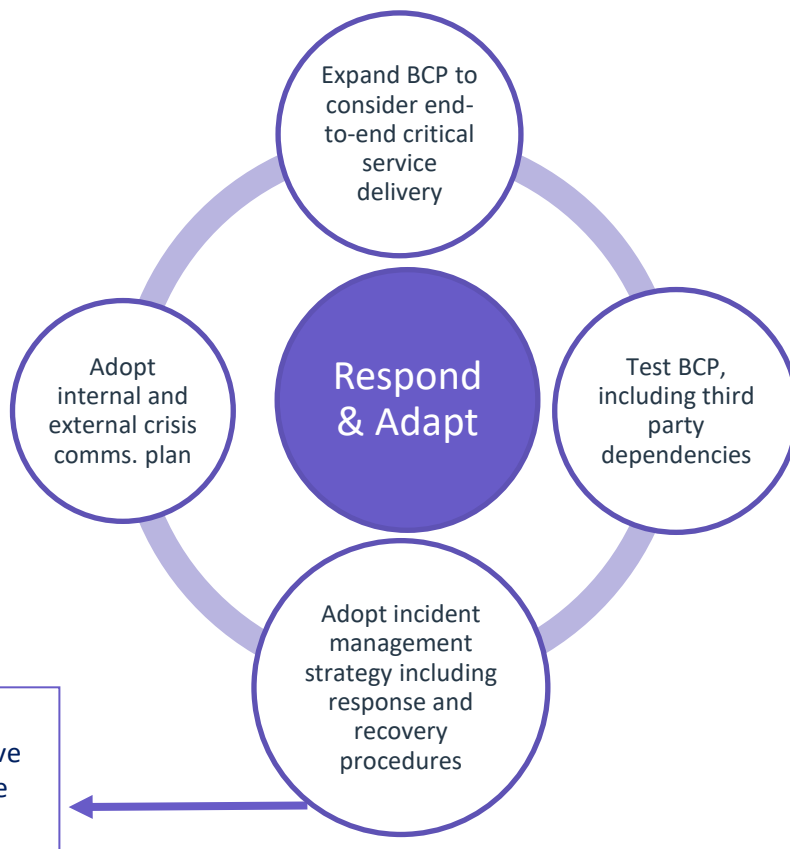 Expand BCP to
consider end-
to-end critical
service
delivery
Adopt
internal and
external crisis
comms. plan
Respond
& Adapt
Test BCP,
including third
party
dependencies
Adopt incident
management
strategy including
response and
recovery
procedures